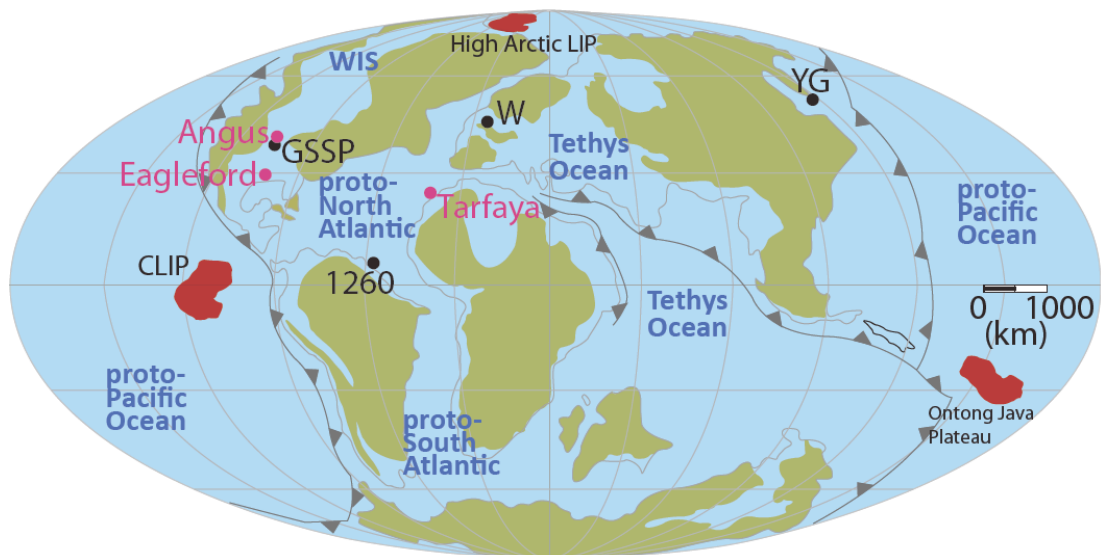 High Arctic LIP
WIS
YG
W
Angus
GSSP
Tethys
Ocean
Eagleford
proto-
North
Atlantic
Tarfaya
proto-
Pacific
Ocean
CLIP
1260
0 1000
(km)
Tethys
Ocean
proto-
Pacific
Ocean
proto-
South
Atlantic
Ontong Java
Plateau